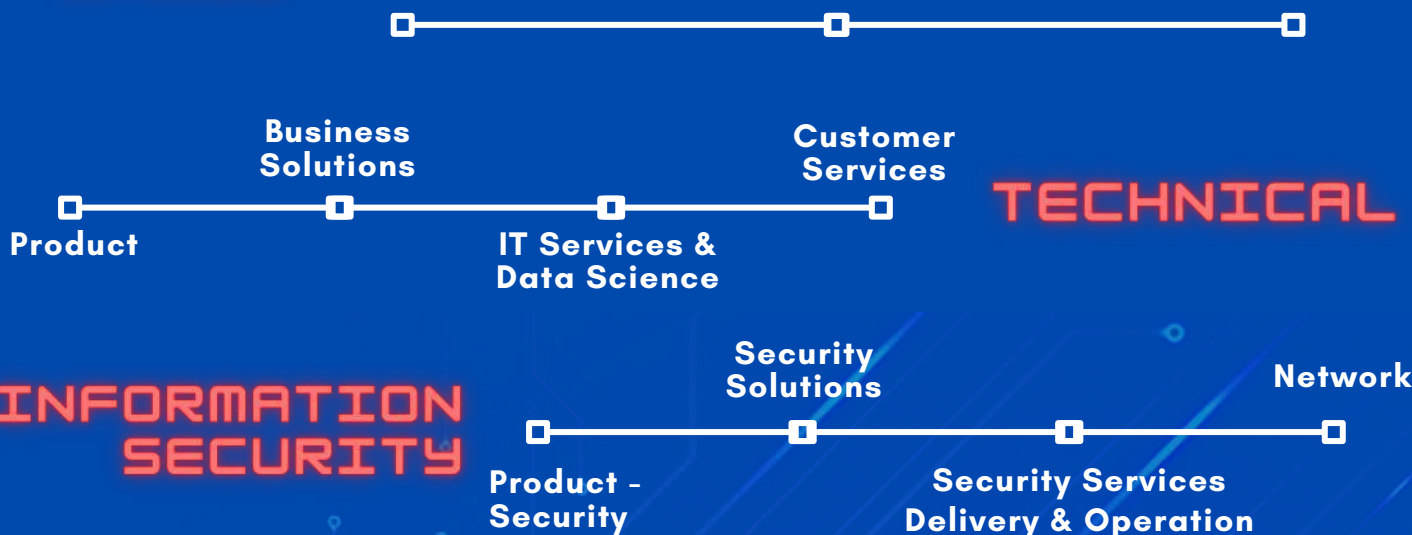 Business
Solutions
Customer
Services
TECHNICAL
Product
IT Services &
Data Science
Security
Solutions
Network
INFORMATION
SECURITY
Product -
Security
Security Services
Delivery & Operation